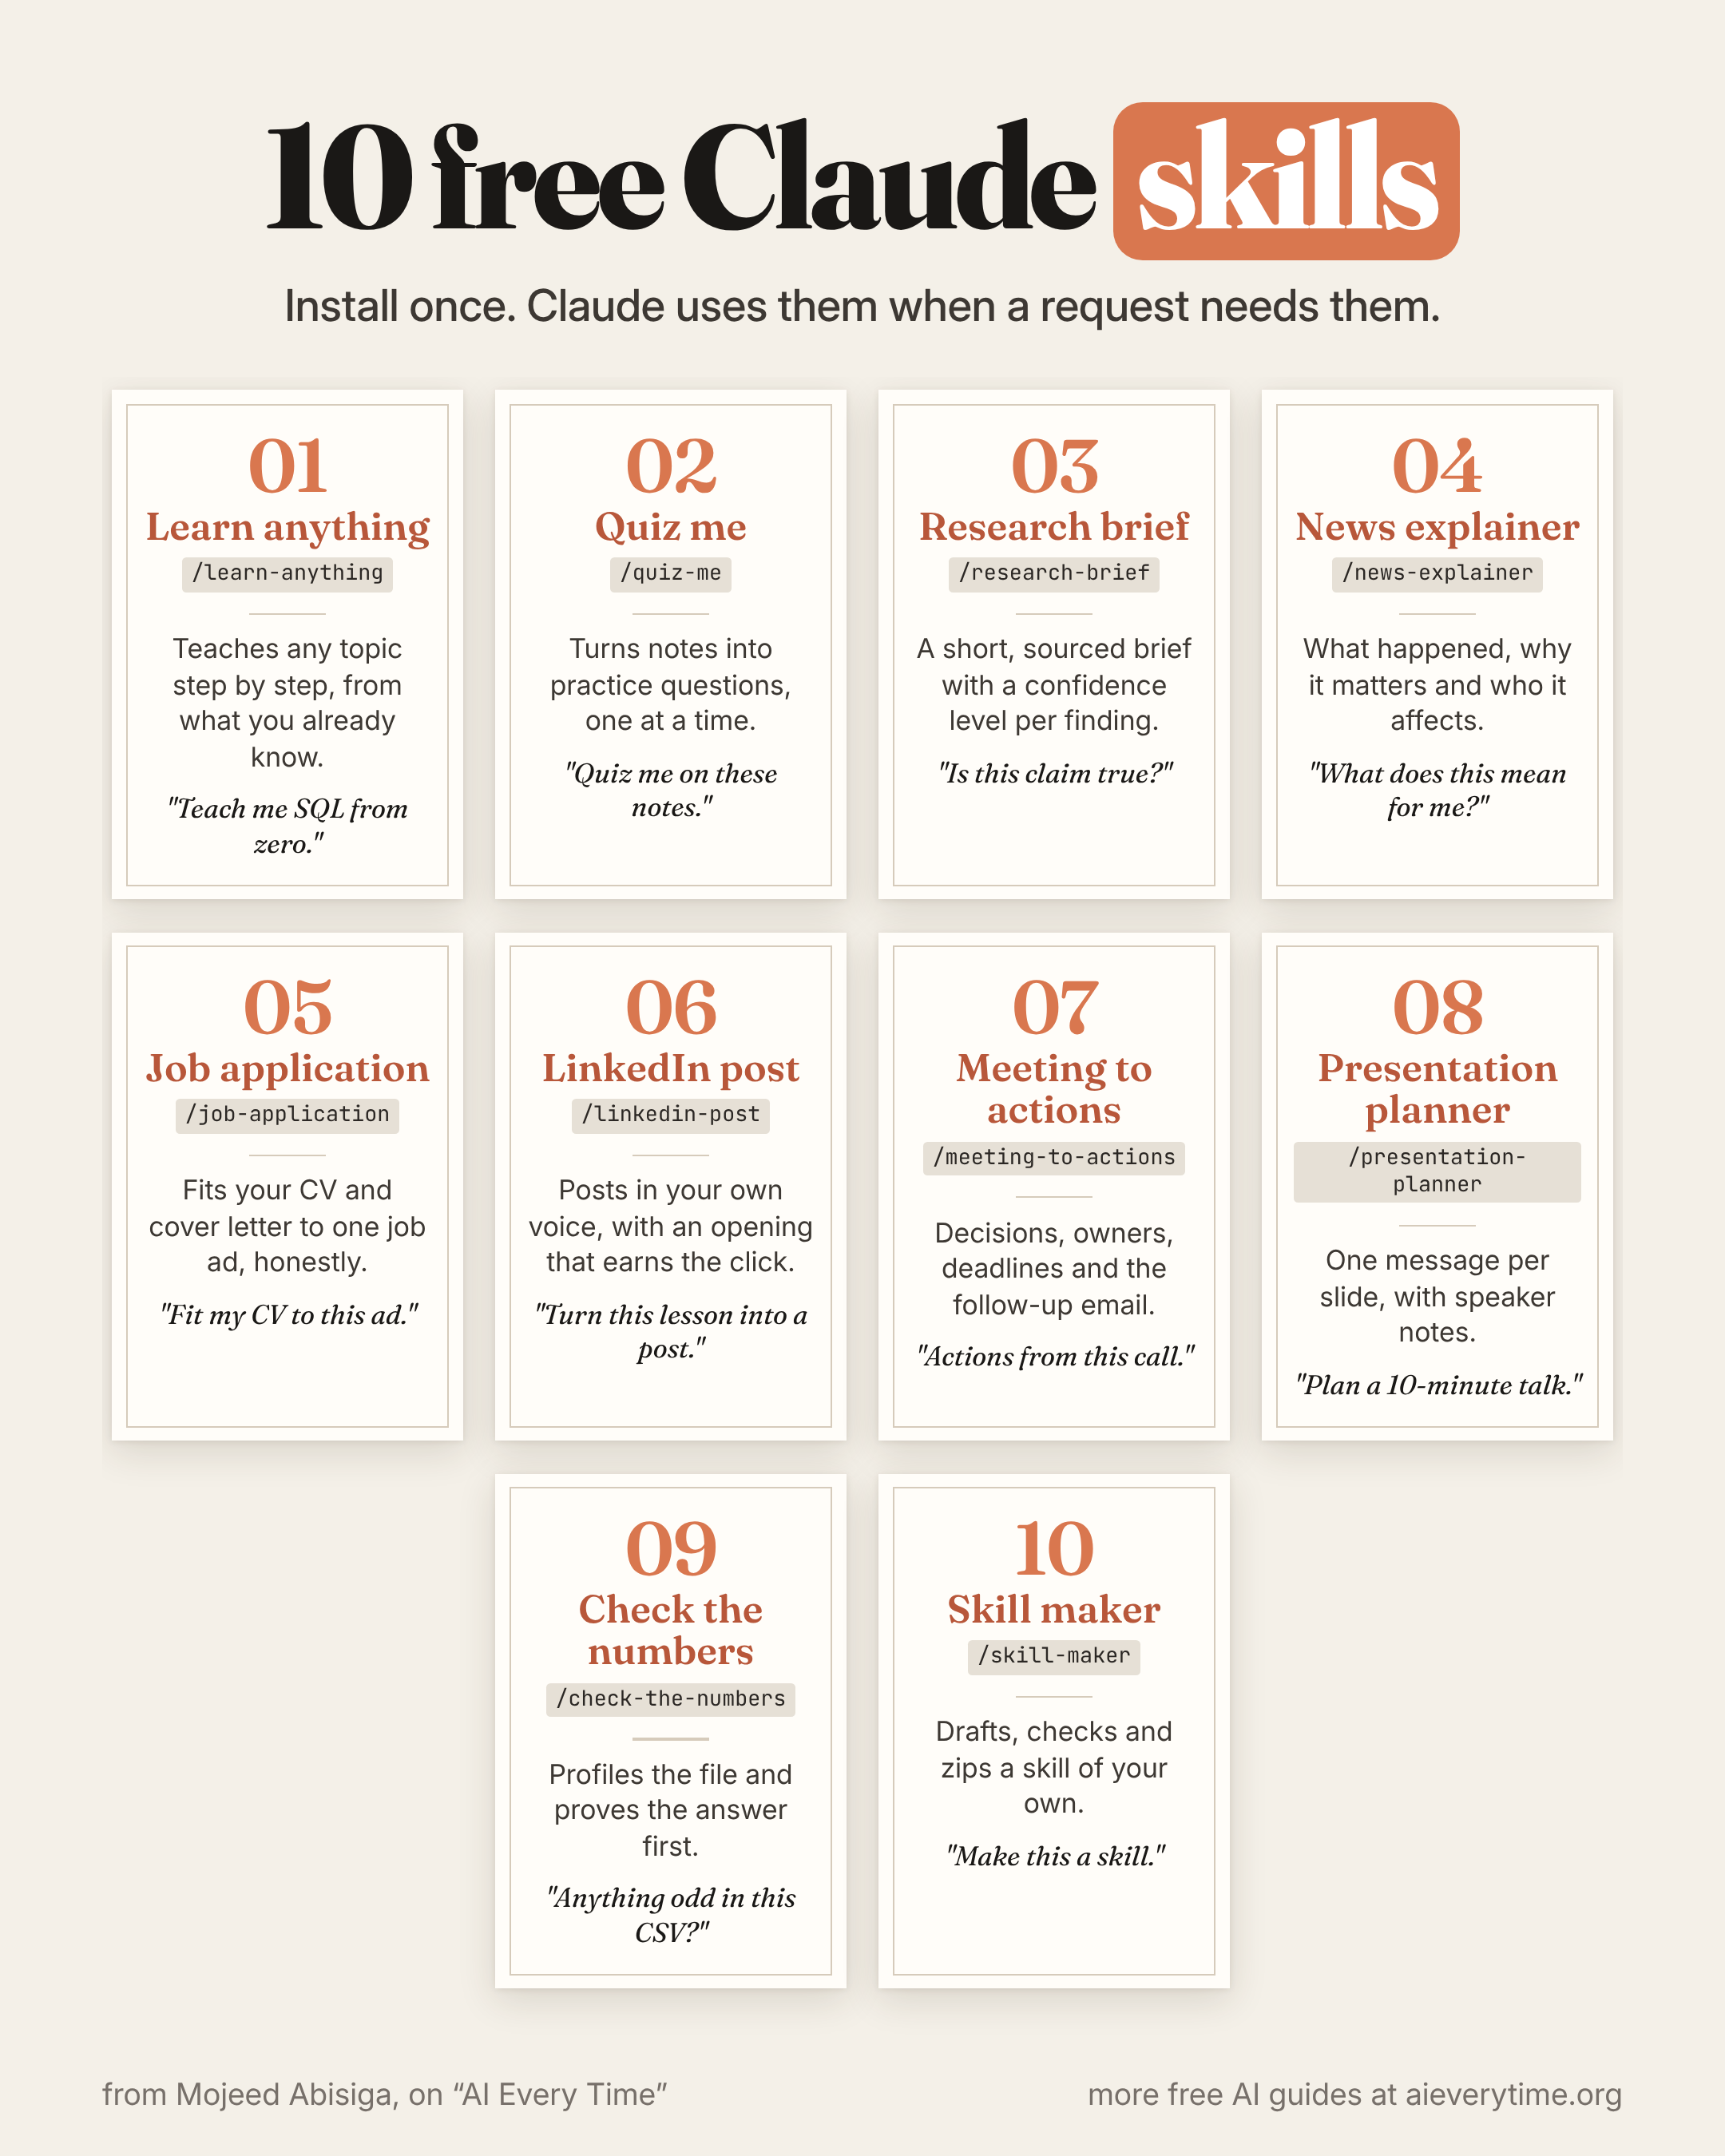 10 free Claude skills
Install once. Claude uses them when a request needs them.
01
Learn anything
/learn-anything
Teaches any topic
step by step, from
what you already
know.
"Teach me SQL from
zero."
02
Quiz me
/quiz-me
Turns notes into
practice questions,
one at a time.
"Quiz me on these
notes."
03
Research brief
/research-brief
A short, sourced brief
with a confidence
level per finding.
"Is this claim true?"
04
News explainer
/news-explainer
What happened, why
it matters and who it
affects.
"What does this mean
for me?"
05
Job application
/job-application
Fits your CV and
cover letter to one job
ad, honestly.
"Fit my CV to this ad."
06
LinkedIn post
/linkedin-post
Posts in your own
voice, with an opening
that earns the click.
"Turn this lesson into a
post."
07
Meeting to
actions
/meeting-to-actions
Decisions, owners,
deadlines and the
follow-up email.
"Actions from this call."
08
Presentation
planner
/presentation-
planner
One message per
slide, with speaker
notes.
"Plan a 10-minute talk."
09
Check the
numbers
/check-the-numbers
Profiles the file and
proves the answer
first.
"Anything odd in this
CSV?"
10
Skill maker
/skill-maker
Drafts, checks and
zips a skill of your
own.
"Make this a skill."
from Mojeed Abisiga, on “AI Every Time”
more free AI guides at aieverytime.org